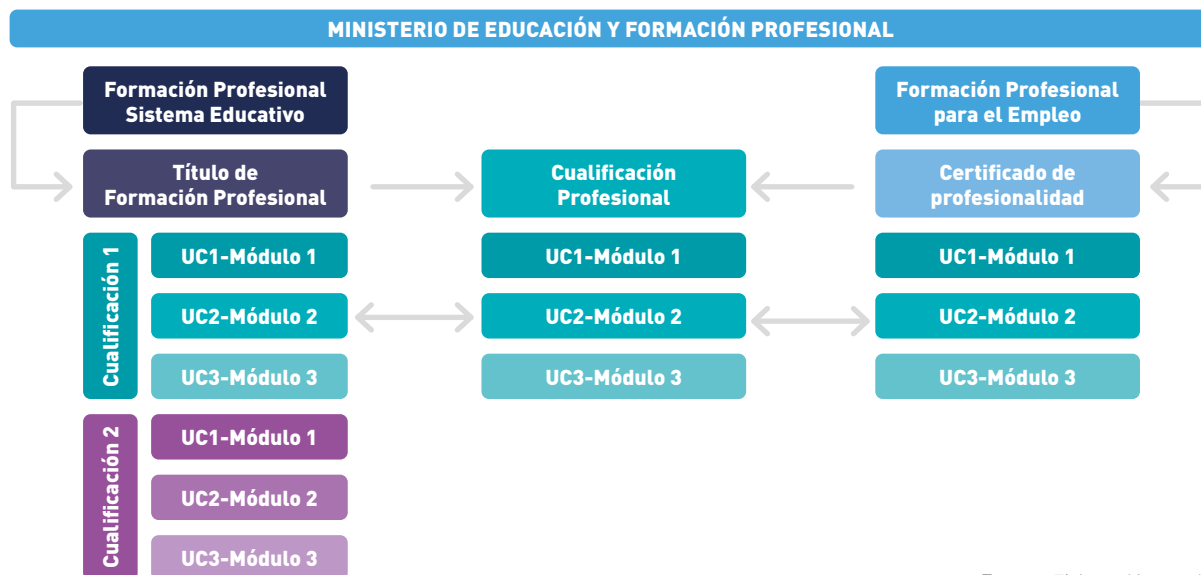 MINISTERIO DE EDUCACIÓN Y FORMACIÓN PROFESIONAL
Formación Profesional
Sistema Educativo
Formación Profesional
para el Empleo
Título de
Formación Profesional
Cualificación
Profesional
Certificado de
profesionalidad
Cualificación 1
UC1-Módulo 1
UC1-Módulo 1
UC1-Módulo 1
UC2-Módulo 2
UC2-Módulo 2
UC2-Módulo 2
UC3-Módulo 3
UC3-Módulo 3
UC3-Módulo 3
Cualificación 2
UC1-Módulo 1
UC2-Módulo 2
UC3-Módulo 3